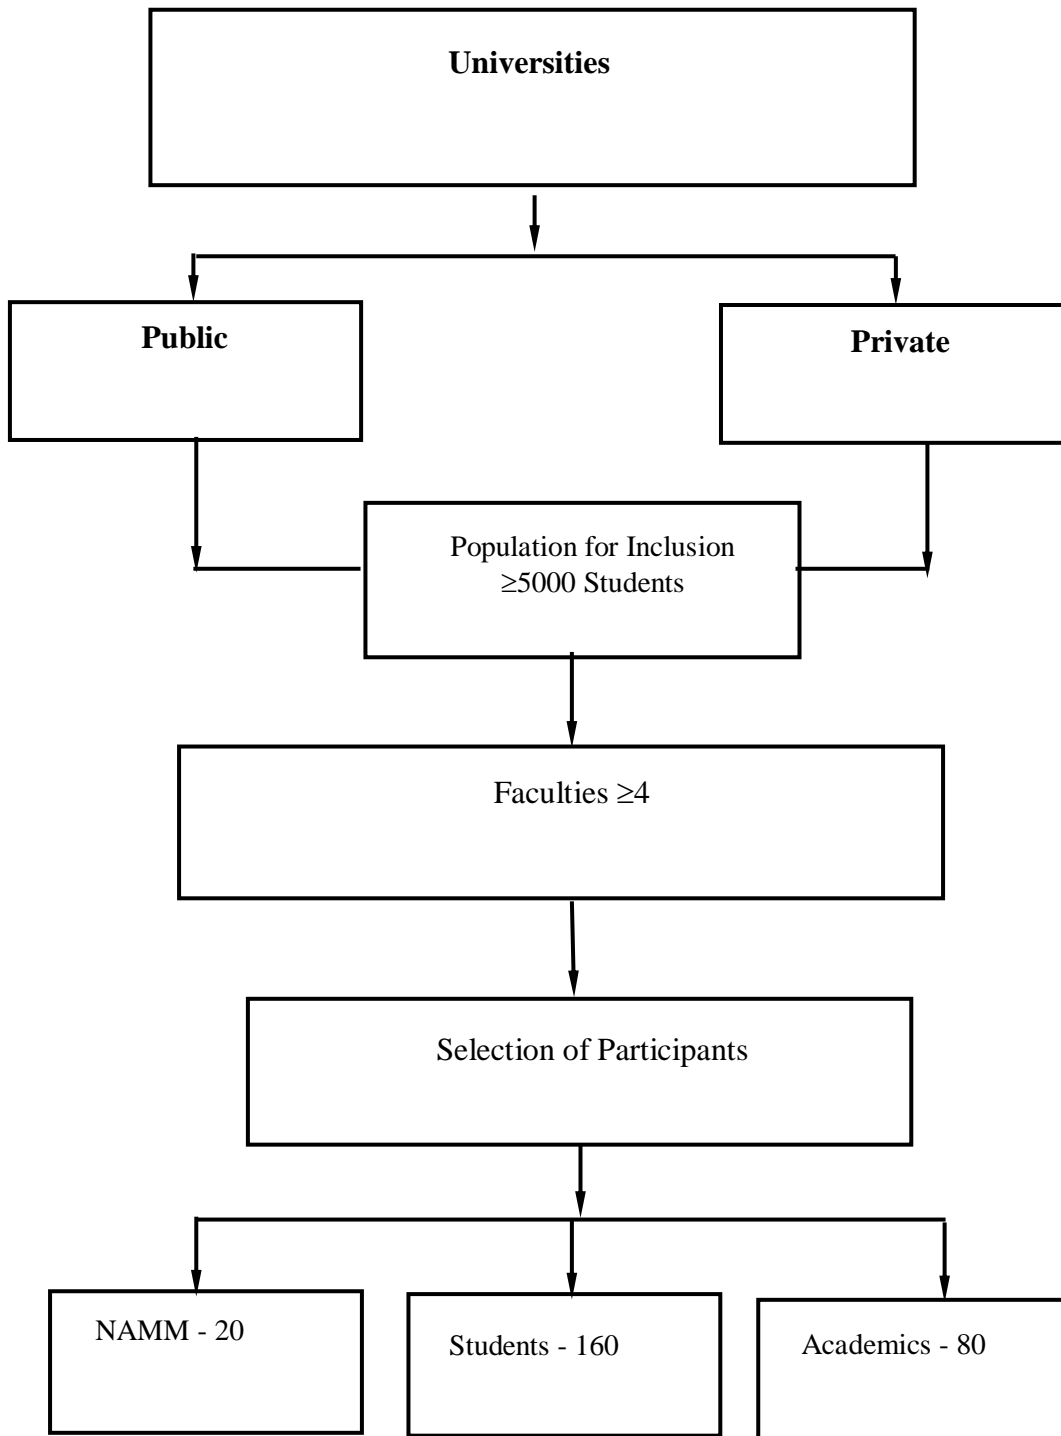 Universities
Public
Private
Population for Inclusion
≥5000 Students
Faculties ≥4
Selection of Participants
NAMM - 20
Students - 160
Academics - 80